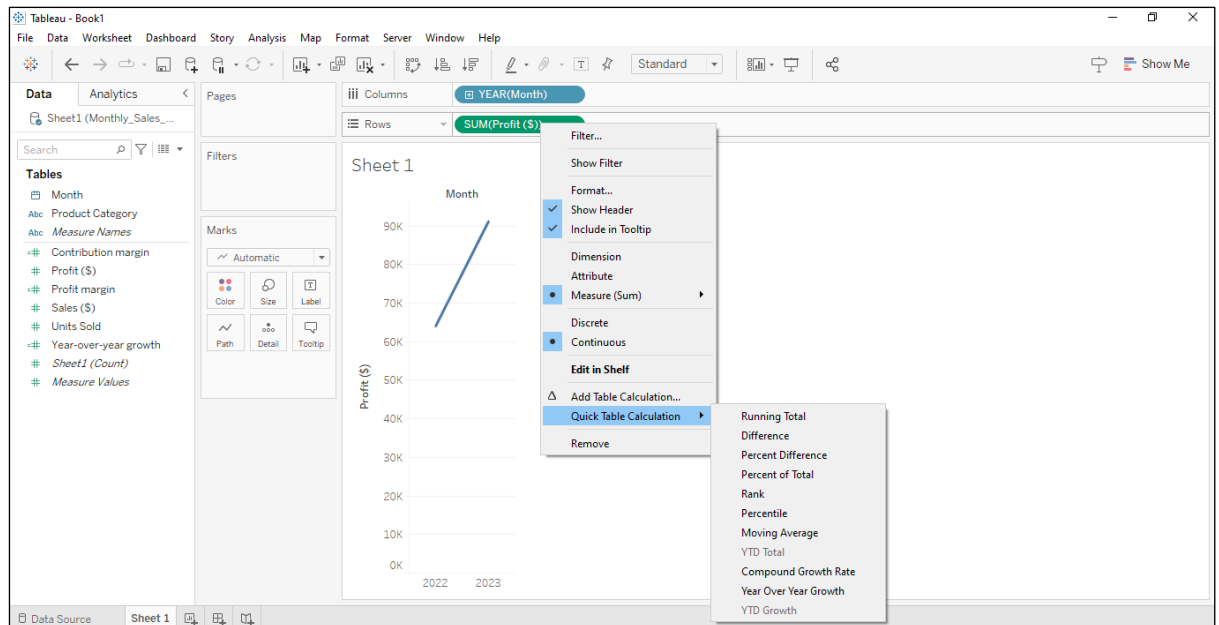 Tableau - Book1
File Data Worksheet Dashboard Story Analysis Map Format Server Window Help
Standard
Show Me
Data Analytics
Sheet1 (Monthly_Sales_...
Search
Tables
Month
Abc Product Category
Abc Measure Names
Contribution margin
Profit ($)
Profit margin
Sales ($)
Units Sold
Year-over-year growth
Sheet1 (Count)
Measure Values
Pages
Filters
Marks
Automatic
Color Size Label
Path Detail Tooltip
Columns YEAR(Month)
Rows SUM(Profit ($))
Sheet 1
Month
Profit ($)
90K
80K
70K
60K
50K
40K
30K
20K
10K
0K
2022 2023
Filter...
Show Filter
Format...
Show Header
Include in Tooltip
Dimension
Attribute
Measure (Sum)
Discrete
Continuous
Edit in Shelf
Add Table Calculation...
Quick Table Calculation
Remove
Running Total
Difference
Percent Difference
Percent of Total
Rank
Percentile
Moving Average
YTD Total
Compound Growth Rate
Year Over Year Growth
YTD Growth
Data Source Sheet 1